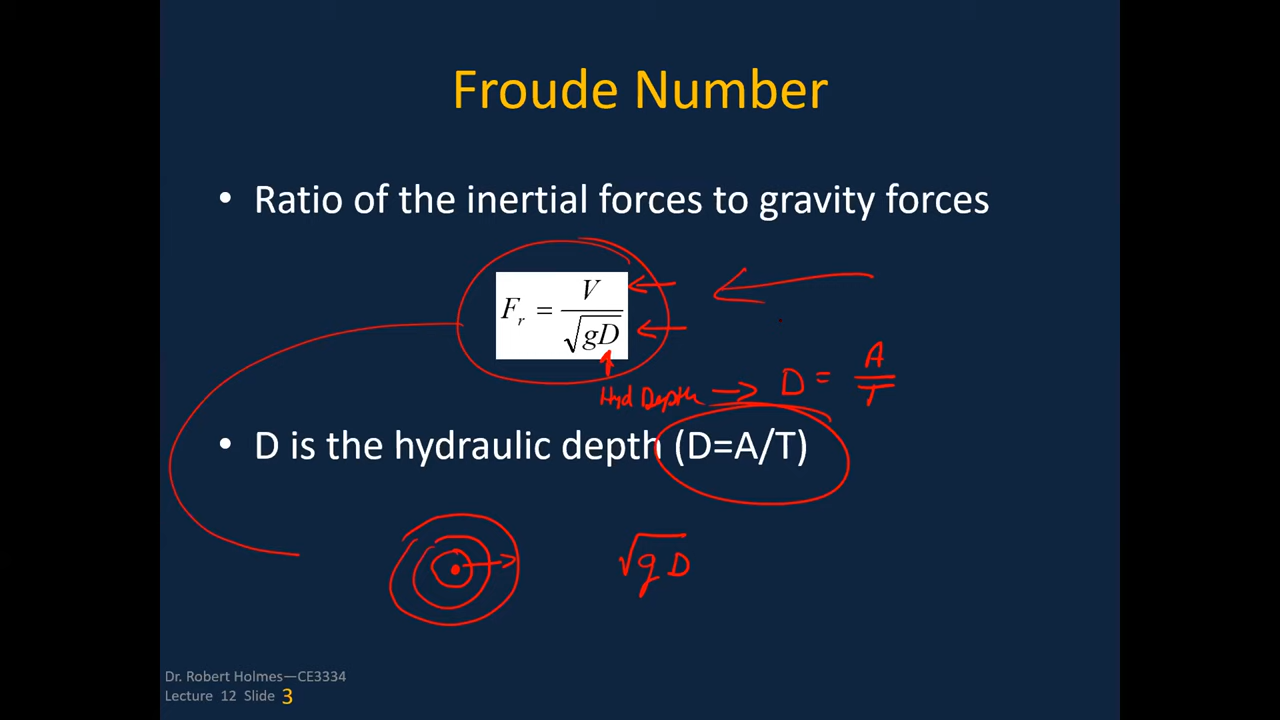 Froude Number
• Ratio of the inertial forces to gravity forces
F_r = V / √gD
Hyd Depth → D = A/T
• D is the hydraulic depth (D=A/T)
√gD
Dr. Robert Holmes—CE3334
Lecture 12 Slide 3